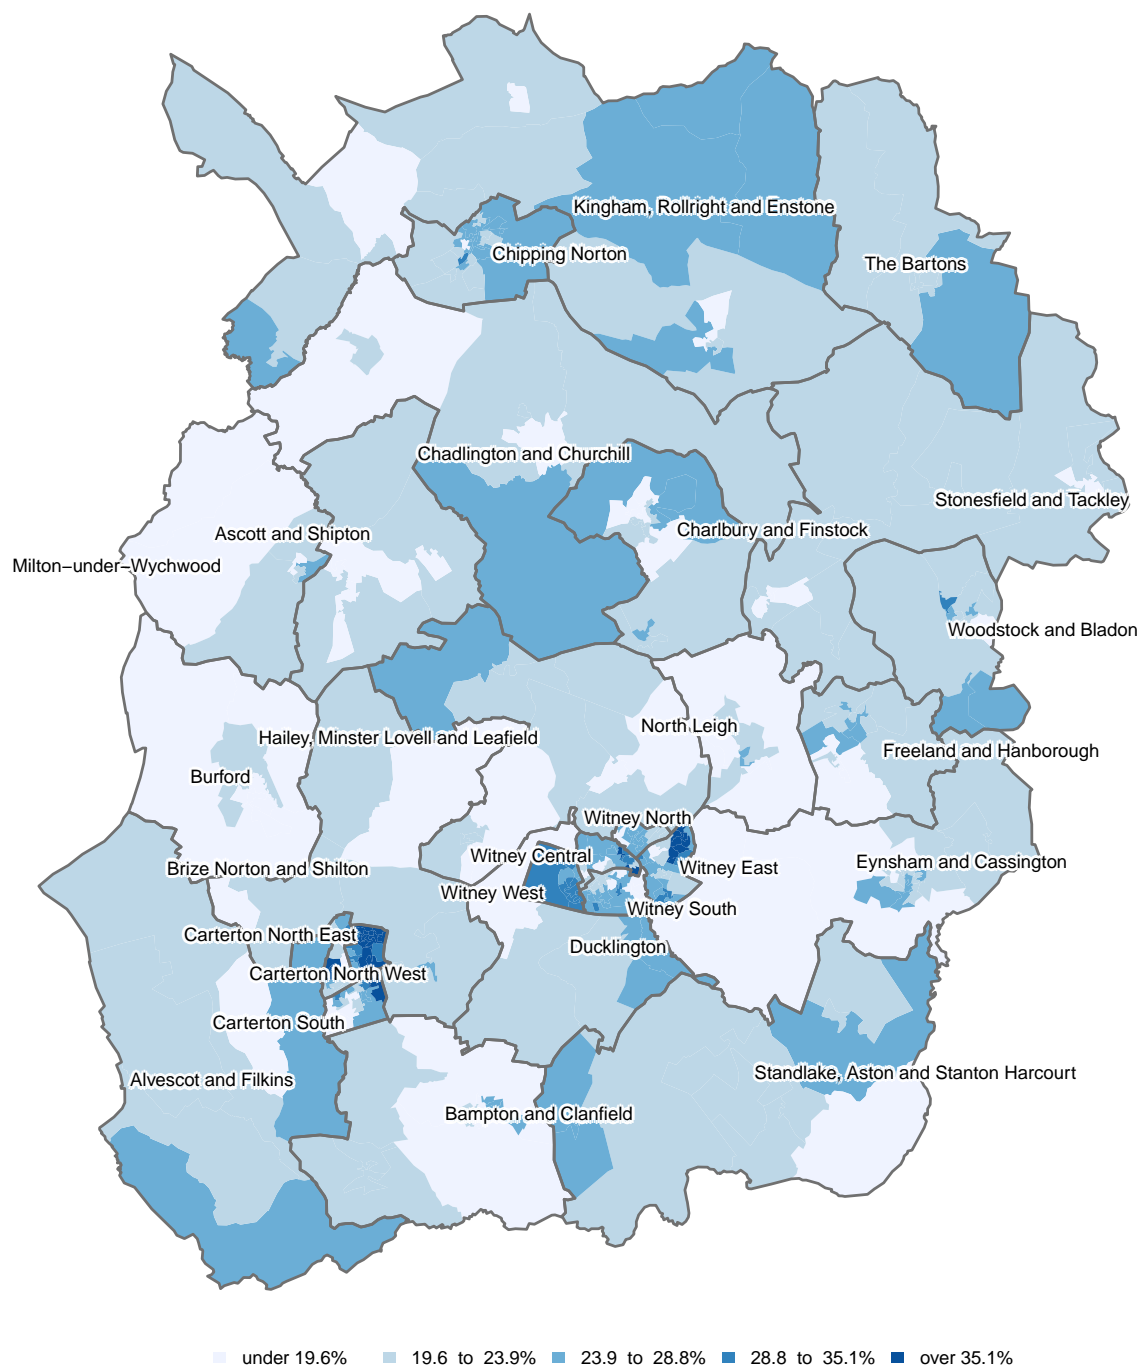 Kingham, Rollright and Enstone
Chipping Norton
The Bartons
Chadlington and Churchill
Stonesfield and Tackley
Ascott and Shipton
Charlbury and Finstock
Milton−under−Wychwood
Woodstock and Bladon
North Leigh
Hailey, Minster Lovell and Leafield
Freeland and Hanborough
Burford
Witney North
Witney Central
Eynsham and Cassington
Brize Norton and Shilton
Witney East
Witney West
Witney South
Carterton North East
Ducklington
Carterton North West
Carterton South
Standlake, Aston and Stanton Harcourt
Alvescot and Filkins
Bampton and Clanfield
under 19.6% 19.6 to 23.9% 23.9 to 28.8% 28.8 to 35.1% over 35.1%